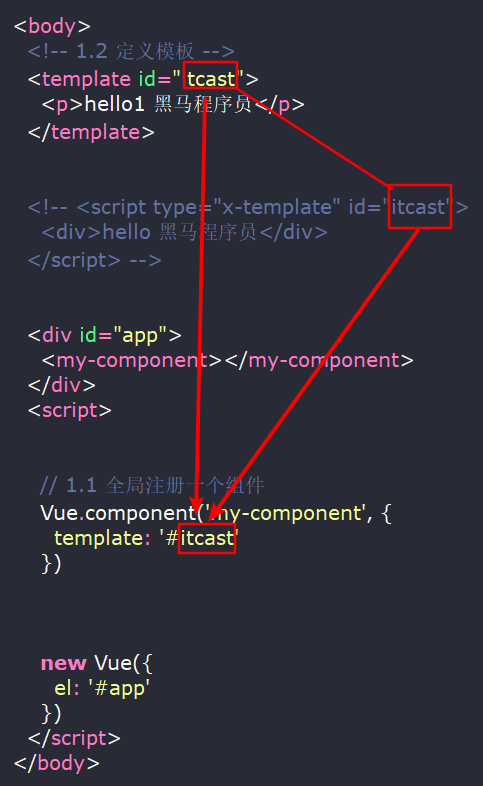 <body>
<!-- 1.2 定义模板 -->
<template id="itcast">
<p>hello1 黑马程序员</p>
</template>
<!-- <script type="x-template" id="itcast">
<div>hello 黑马程序员</div>
</script> -->
<div id="app">
<my-component></my-component>
</div>
<script>
// 1.1 全局注册一个组件
Vue.component('my-component', {
template: '#itcast'
})
new Vue({
el: '#app'
})
</script>
</body>